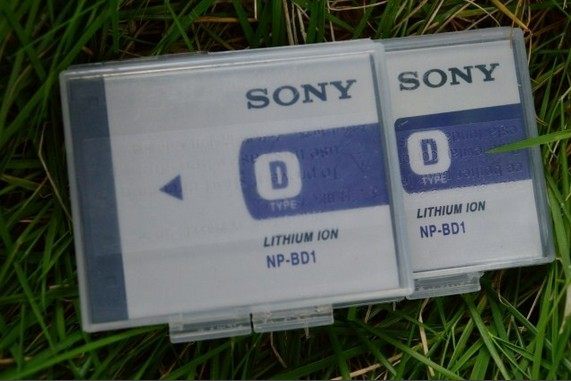 SONY
D
TYPE
LITHIUM ION
NP-BD1
SONY
D
TYPE
LITHIUM ION
NP-BD1